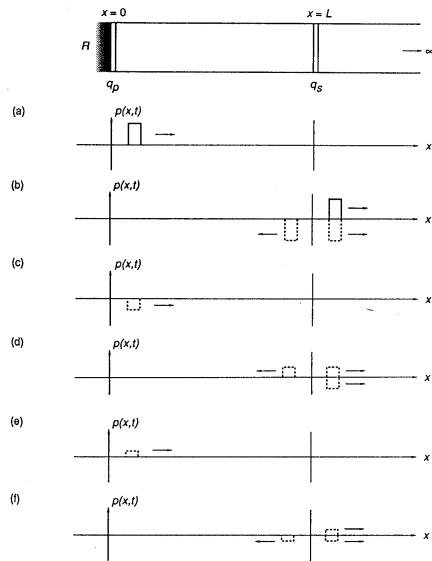 x = 0
x = L
R
∞
q_p
q_s
(a)
p(x,t)
x
(b)
p(x,t)
x
(c)
p(x,t)
x
(d)
p(x,t)
x
(e)
p(x,t)
x
(f)
p(x,t)
x